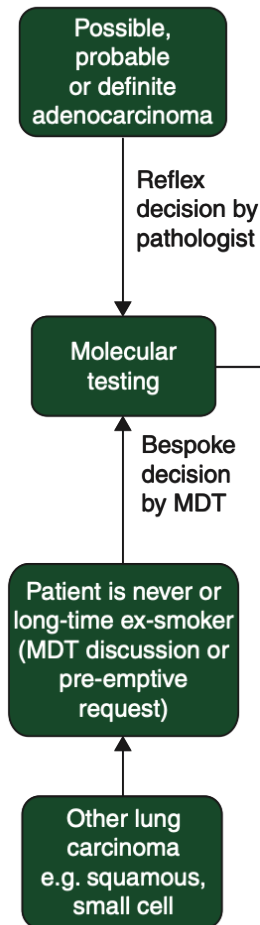 Possible,
probable
or definite
adenocarcinoma
Reflex
decision by
pathologist
Molecular
testing
Bespoke
decision
by MDT
Patient is never or
long-time ex-smoker
(MDT discussion or
pre-emptive
request)
Other lung
carcinoma
e.g. squamous,
small cell